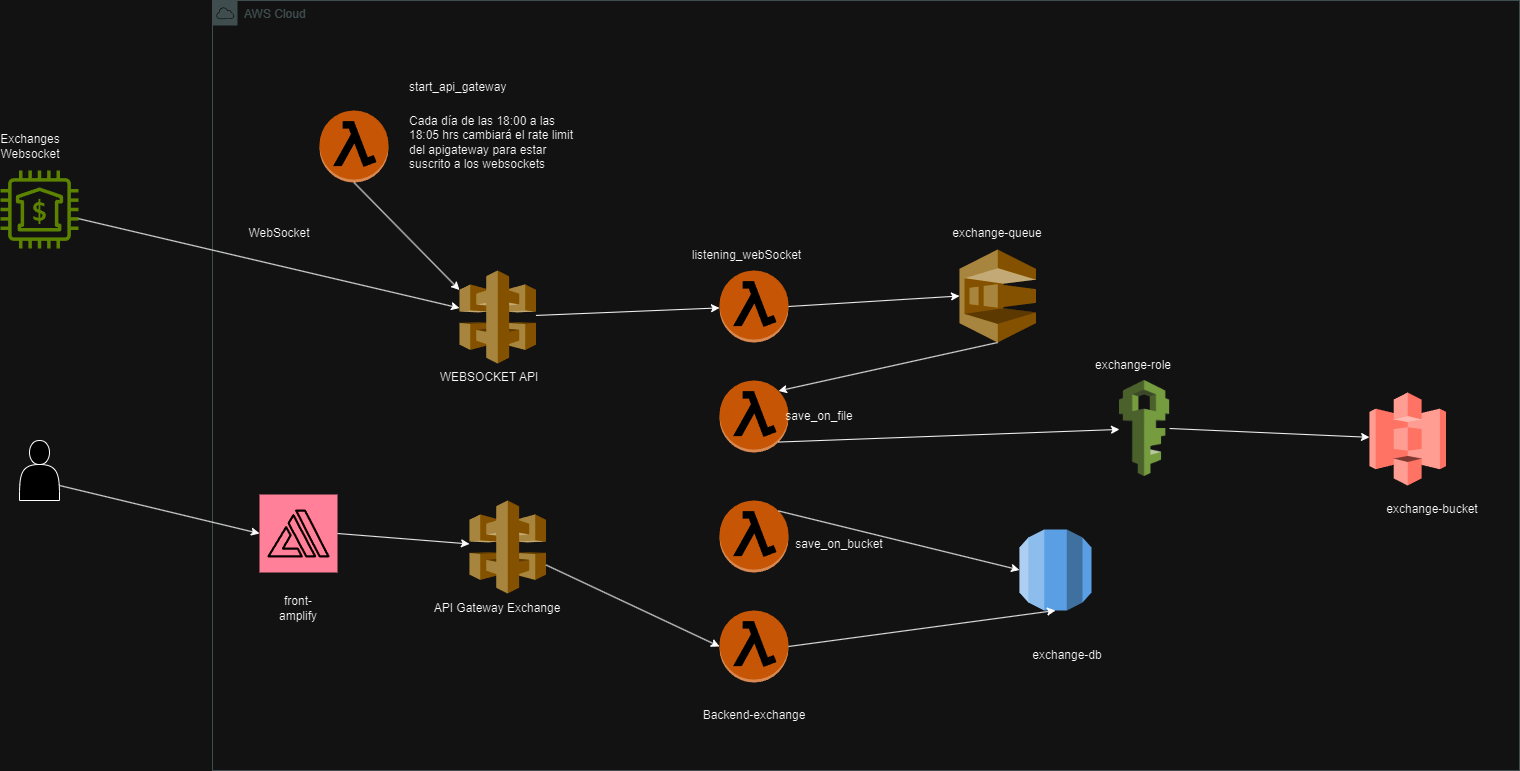 AWS Cloud
start_api_gateway
Cada día de las 18:00 a las
18:05 hrs cambiará el rate limit
del apigateway para estar
suscrito a los websockets
Exchanges
Websocket
$
WebSocket
exchange-queue
listening_webSocket
WEBSOCKET API
exchange-role
save_on_file
exchange-bucket
save_on_bucket
front-
amplify
API Gateway Exchange
exchange-db
Backend-exchange